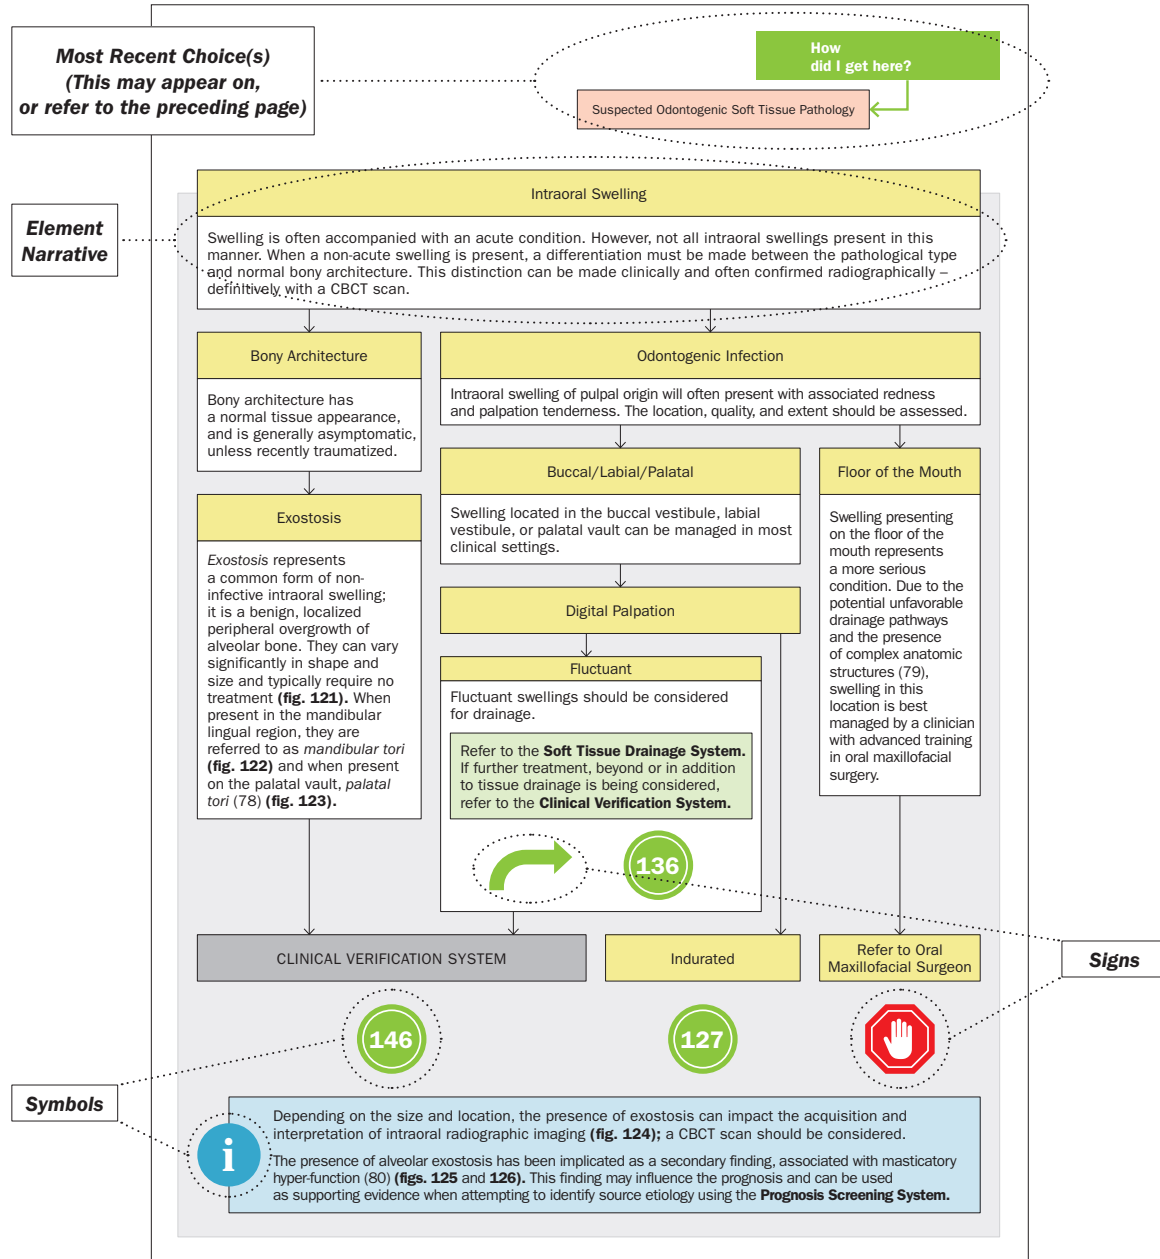 Most Recent Choice(s)
(This may appear on,
or refer to the preceding page)
How
did I get here?
Suspected Odontogenic Soft Tissue Pathology
Element
Narrative
Intraoral Swelling
Swelling is often accompanied with an acute condition. However, not all intraoral swellings present in this
manner. When a non-acute swelling is present, a differentiation must be made between the pathological type
and normal bony architecture. This distinction can be made clinically and often confirmed radiographically –
definitively with a CBCT scan.
Bony Architecture
Bony architecture has
a normal tissue appearance,
and is generally asymptomatic,
unless recently traumatized.
Odontogenic Infection
Intraoral swelling of pulpal origin will often present with associated redness
and palpation tenderness. The location, quality, and extent should be assessed.
Exostosis
Exostosis represents
a common form of non-
infective intraoral swelling;
it is a benign, localized
peripheral overgrowth of
alveolar bone. They can vary
significantly in shape and
size and typically require no
treatment (fig. 121). When
present in the mandibular
lingual region, they are
referred to as mandibular tori
(fig. 122) and when present
on the palatal vault, palatal
tori (78) (fig. 123).
Buccal/Labial/Palatal
Swelling located in the buccal vestibule, labial
vestibule, or palatal vault can be managed in most
clinical settings.
Digital Palpation
Fluctuant
Fluctuant swellings should be considered
for drainage.
Refer to the Soft Tissue Drainage System.
If further treatment, beyond or in addition
to tissue drainage is being considered,
refer to the Clinical Verification System.
136
Floor of the Mouth
Swelling presenting
on the floor of the
mouth represents
a more serious
condition. Due to the
potential unfavorable
drainage pathways
and the presence
of complex anatomic
structures (79),
swelling in this
location is best
managed by a clinician
with advanced training
in oral maxillofacial
surgery.
CLINICAL VERIFICATION SYSTEM
Indurated
Refer to Oral
Maxillofacial Surgeon
Signs
146
127
Symbols
i
Depending on the size and location, the presence of exostosis can impact the acquisition and
interpretation of intraoral radiographic imaging (fig. 124); a CBCT scan should be considered.
The presence of alveolar exostosis has been implicated as a secondary finding, associated with masticatory
hyper-function (80) (figs. 125 and 126). This finding may influence the prognosis and can be used
as supporting evidence when attempting to identify source etiology using the Prognosis Screening System.